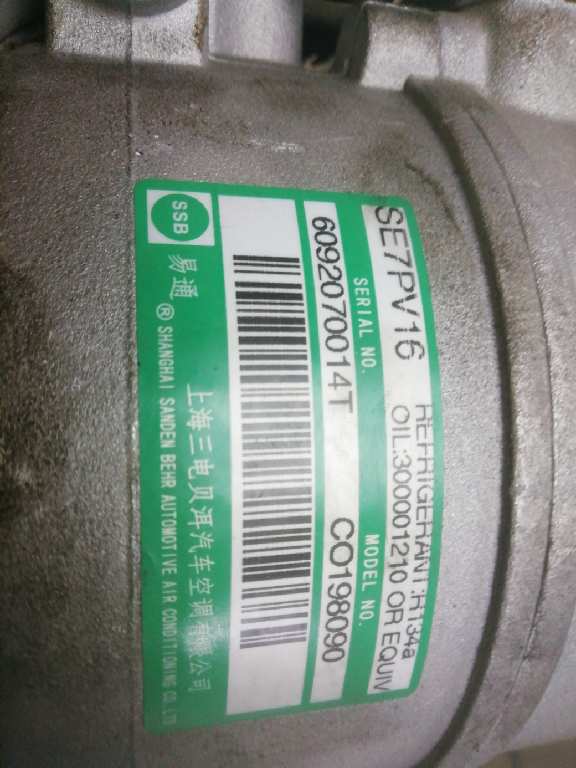 SE7PV16
REFRIGERANT:R134a
OIL:300001210 OR EQUIV
SERIAL NO.
MODEL NO.
6092070014T
CO198090
SSB
易通®
上海三电贝洱汽车空调有限公司
SHANGHAI SANDEN BEHR AUTOMOTIVE AIR CONDITIONING CO.LTD